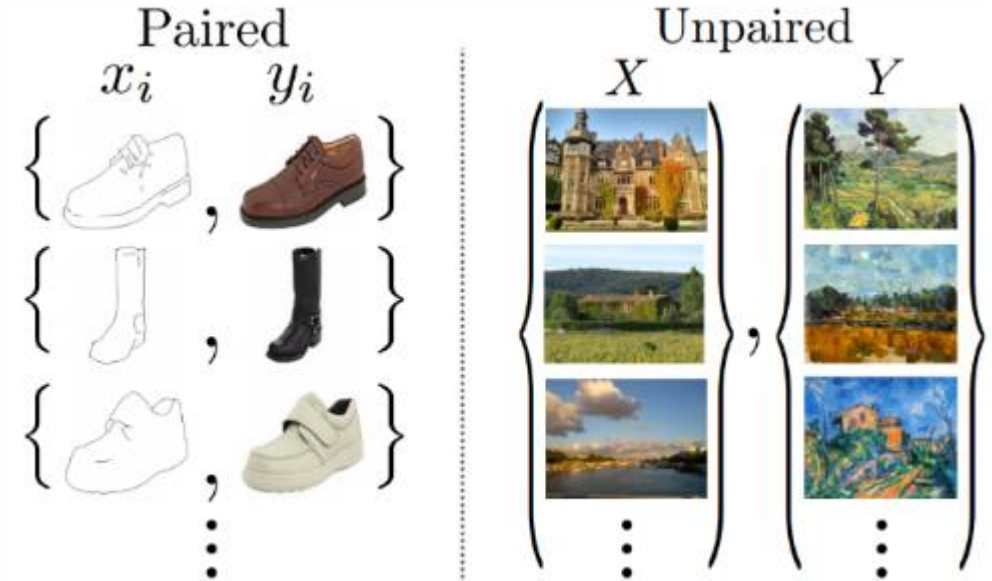 Paired
xᵢ yᵢ
{ , }
{ , }
{ , }
⋮
Unpaired
X Y
{ ⋮ } , { ⋮ }